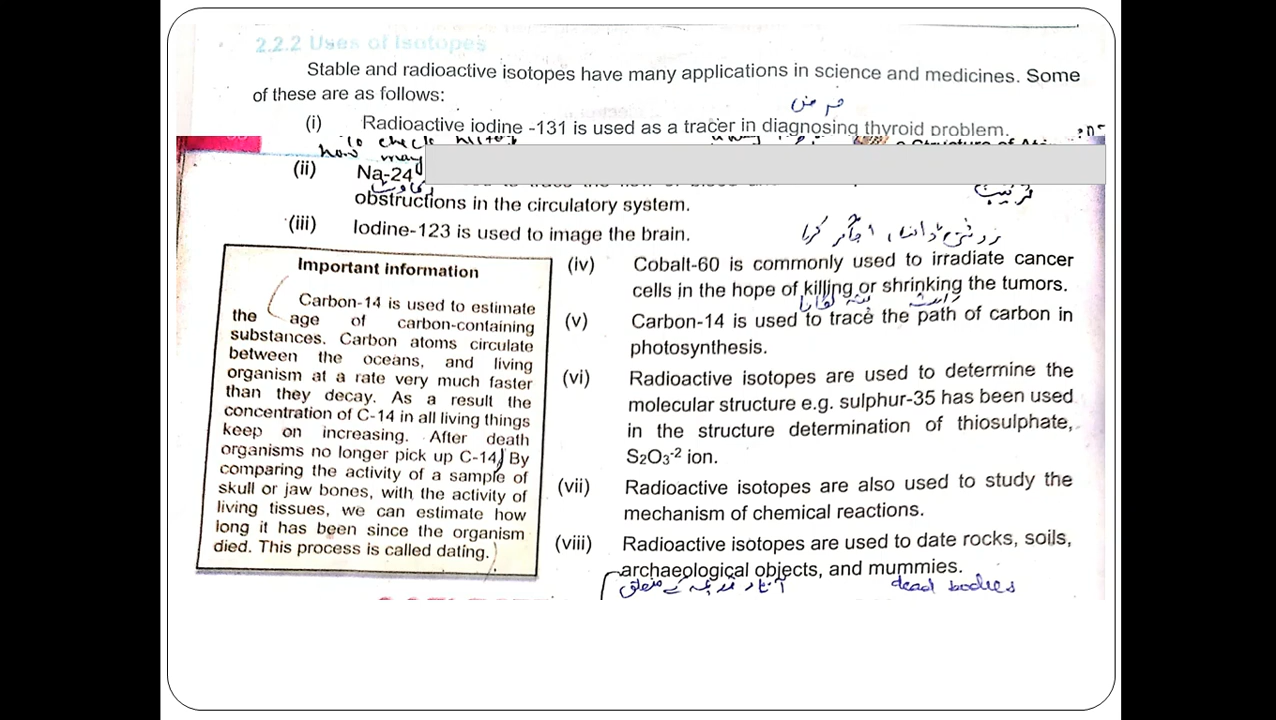 2.2.2 Uses of Isotopes
Stable and radioactive isotopes have many applications in science and medicines. Some
of these are as follows:
(i) Radioactive iodine -131 is used as a tracer in diagnosing thyroid problem.
how may
(ii) Na-24
obstructions in the circulatory system.
(iii) Iodine-123 is used to image the brain.
Important information
Carbon-14 is used to estimate
the age of carbon-containing
substances. Carbon atoms circulate
between the oceans, and living
organism at a rate very much faster
than they decay. As a result the
concentration of C-14 in all living things
keep on increasing. After death
organisms no longer pick up C-14. By
comparing the activity of a sample of
skull or jaw bones, with the activity of
living tissues, we can estimate how
long it has been since the organism
died. This process is called dating.
(iv) Cobalt-60 is commonly used to irradiate cancer
cells in the hope of killing or shrinking the tumors.
(v) Carbon-14 is used to trace the path of carbon in
photosynthesis.
(vi) Radioactive isotopes are used to determine the
molecular structure e.g. sulphur-35 has been used
in the structure determination of thiosulphate,
S₂O₃⁻² ion.
(vii) Radioactive isotopes are also used to study the
mechanism of chemical reactions.
(viii) Radioactive isotopes are used to date rocks, soils,
archaeological objects, and mummies.
dead bodies